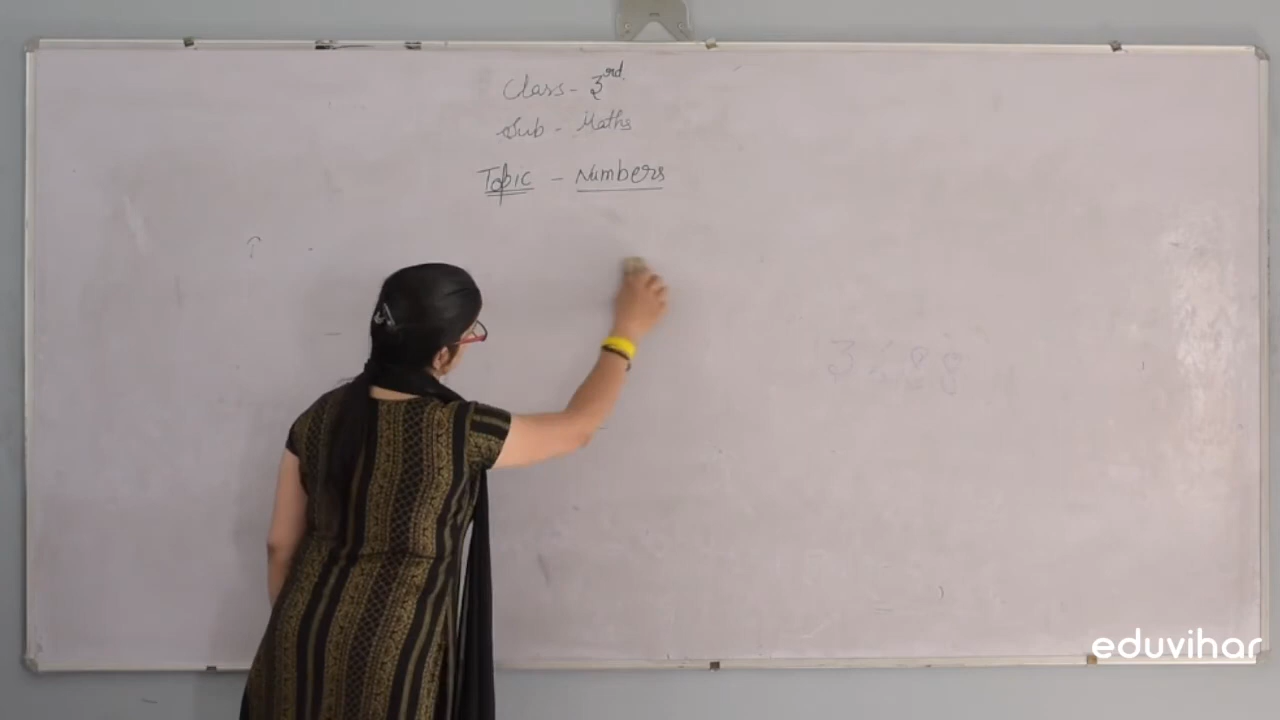 Class - 3rd.
Sub - Maths
Topic - Numbers
eduvihar